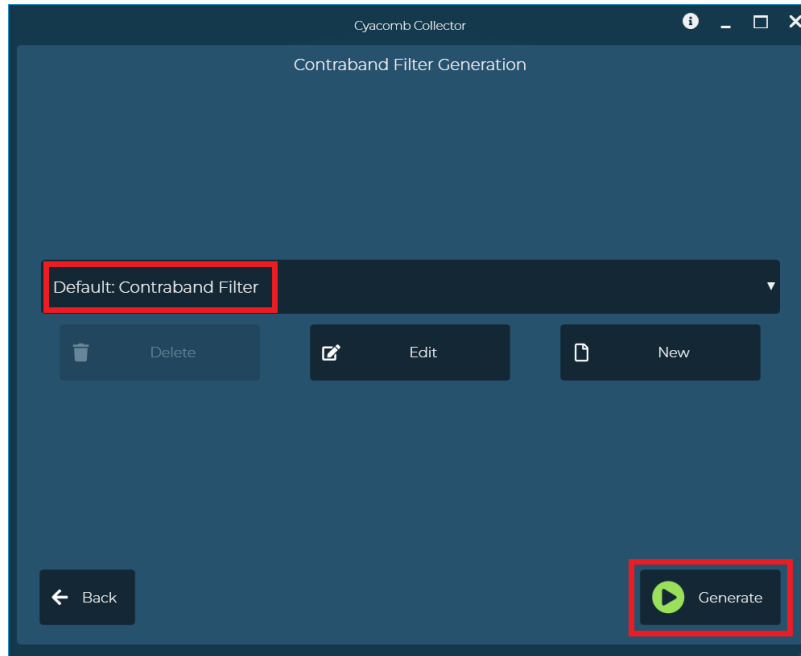 Cyacomb Collector
Contraband Filter Generation
Default: Contraband Filter
Delete
Edit
New
Back
Generate